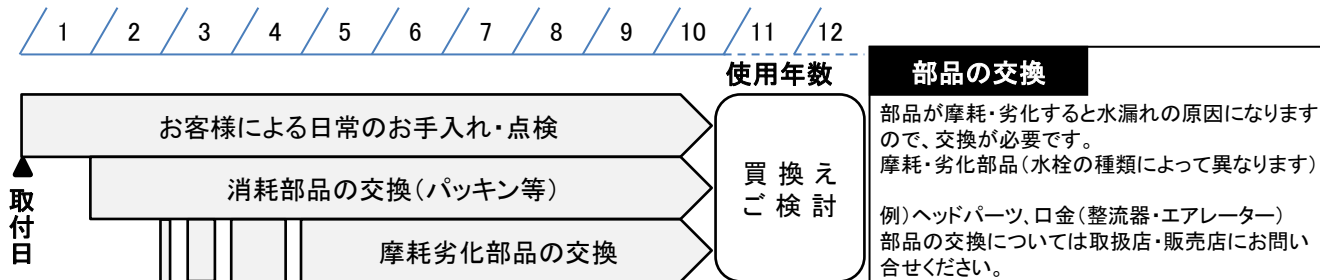 1 2 3 4 5 6 7 8 9 10 11 12
使用年数
お客様による日常のお手入れ・点検
取付日
消耗部品の交換(パッキン等)
摩耗劣化部品の交換
買換え
ご検討
部品の交換
部品が摩耗・劣化すると水漏れの原因になります
ので、交換が必要です。
摩耗・劣化部品(水栓の種類によって異なります)
例)ヘッドパーツ、口金(整流器・エアレーター)
部品の交換については取扱店・販売店にお問い
合せください。